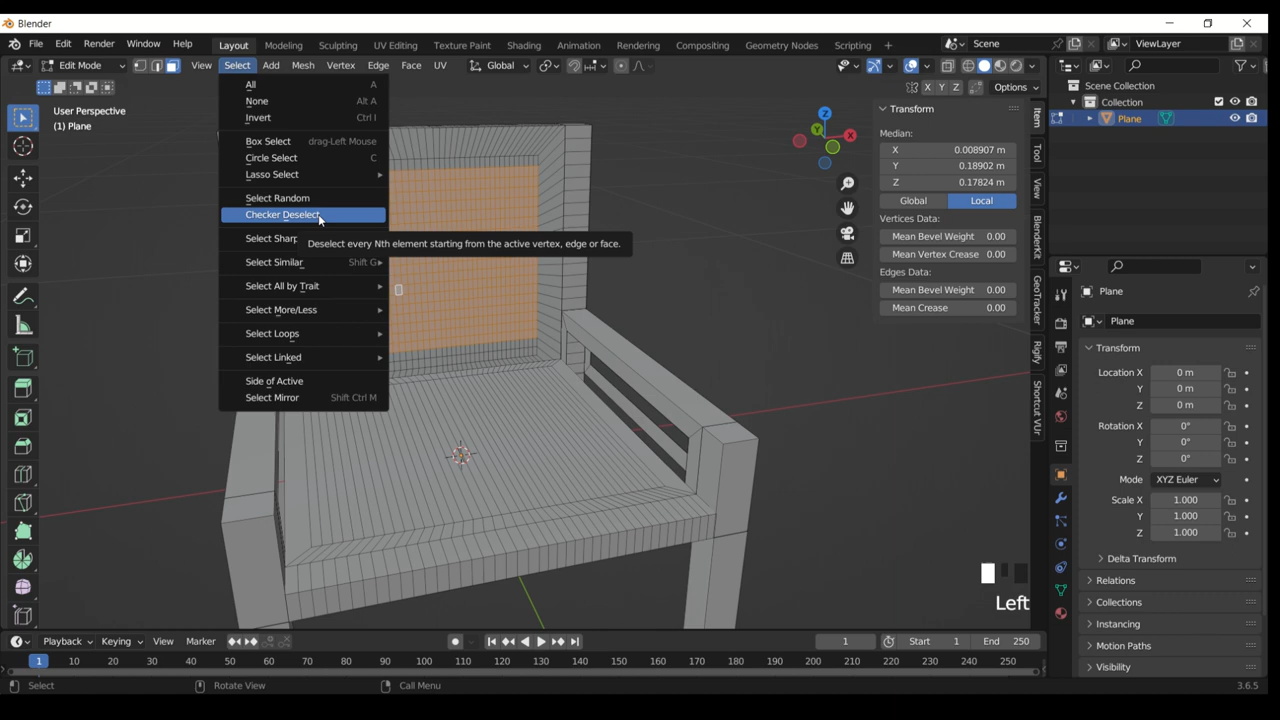 Blender
File Edit Render Window Help Layout Modeling Sculpting UV Editing Texture Paint Shading Animation Rendering Compositing Geometry Nodes Scripting + Scene ViewLayer
Edit Mode View Select Add Mesh Vertex Edge Face UV Global
X Y Z Options
User Perspective
(1) Plane
All A
None Alt A
Invert Ctrl I
Box Select drag-Left Mouse
Circle Select C
Lasso Select
Select Random
Checker Deselect
Select Sharp
Deselect every Nth element starting from the active vertex, edge or face.
Select Similar Shift G
Select All by Trait
Select More/Less
Select Loops
Select Linked
Side of Active
Select Mirror Shift Ctrl M
Z
Y
X
Transform
Median:
X 0.008907 m
Y 0.18902 m
Z 0.17824 m
Global Local
Vertices Data:
Mean Bevel Weight 0.00
Mean Vertex Crease 0.00
Edges Data:
Mean Bevel Weight 0.00
Mean Crease 0.00
Item
Tool
View
BlenderKit
GeoTracker
Rigify
Shortcut VUr
Scene Collection
Collection
Plane
Plane
Plane
Transform
Location X 0 m
Y 0 m
Z 0 m
Rotation X 0°
Y 0°
Z 0°
Mode XYZ Euler
Scale X 1.000
Y 1.000
Z 1.000
Delta Transform
Relations
Collections
Instancing
Motion Paths
Visibility
Left
Playback Keying View Marker 1 Start 1 End 250
1 10 20 30 40 50 60 70 80 90 100 110 120 130 140 150 160 170 180 190 200 210 220 230 240 250
Select Rotate View Call Menu 3.6.5